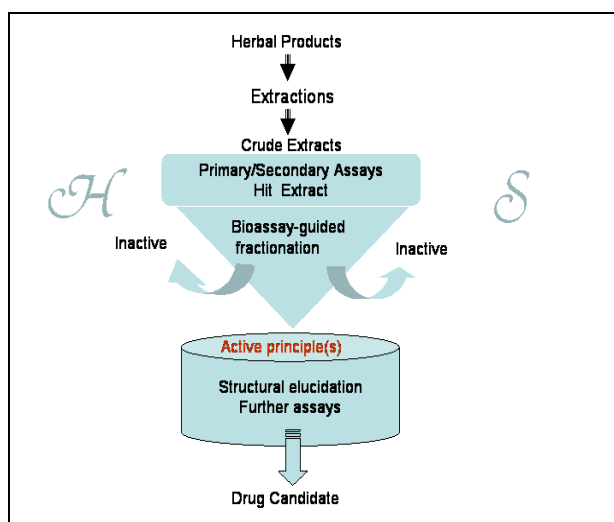 Herbal Products
Extractions
Crude Extracts
Primary/Secondary Assays
Hit Extract
H
S
Bioassay-guided
fractionation
Inactive
Inactive
Active principle(s)
Structural elucidation
Further assays
Drug Candidate